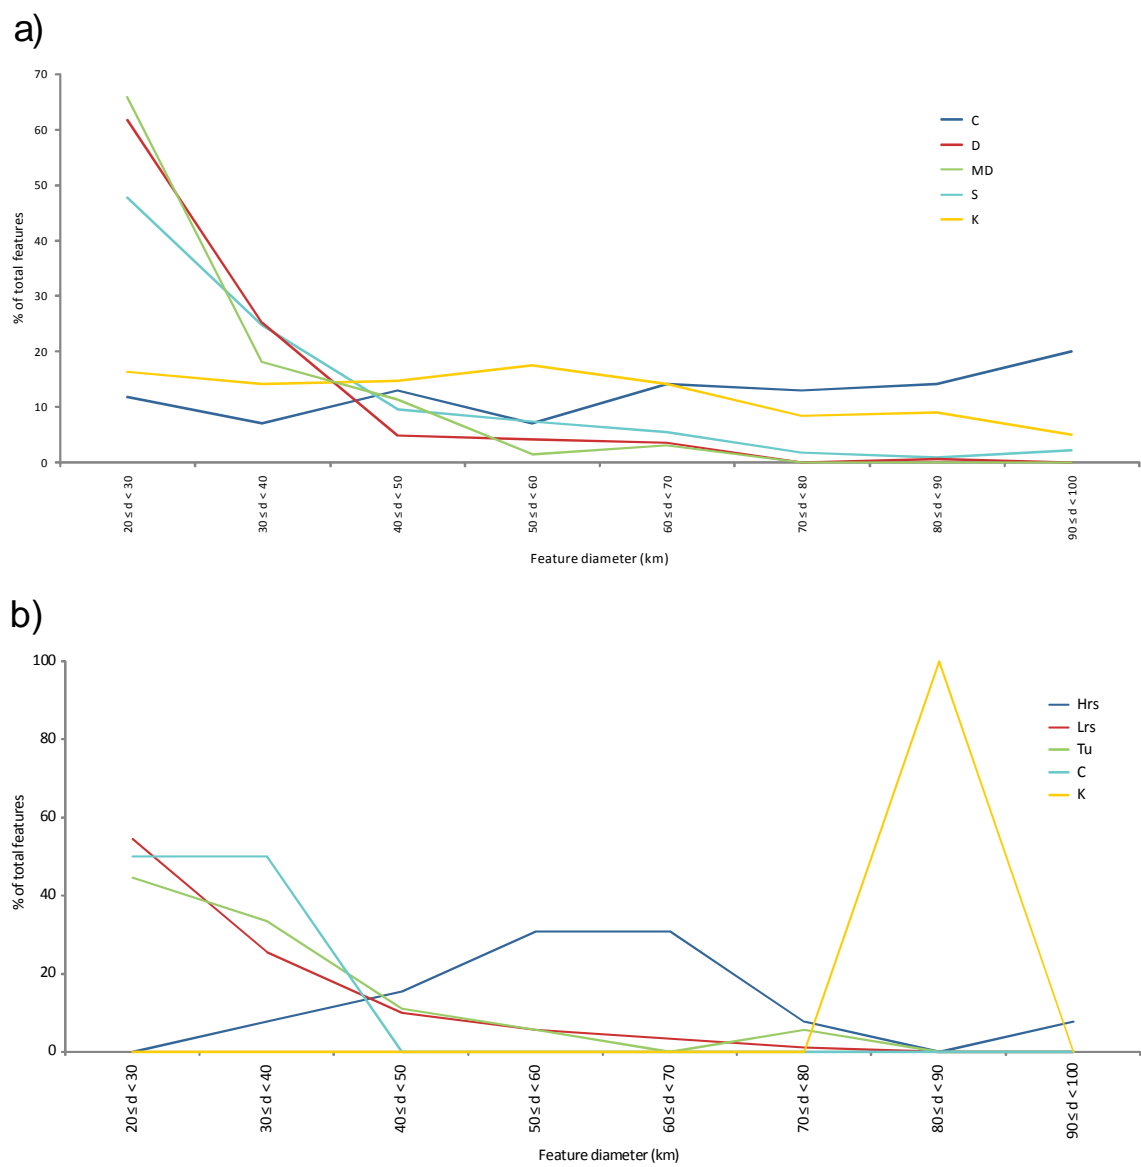 a)
70
60
50
40
30
20
10
0
% of total features
C
D
MD
S
K
20 ≤ d < 30
30 ≤ d < 40
40 ≤ d < 50
50 ≤ d < 60
60 ≤ d < 70
70 ≤ d < 80
80 ≤ d < 90
90 ≤ d < 100
Feature diameter (km)
b)
100
80
60
40
20
0
% of total features
Hrs
Lrs
Tu
C
K
20 ≤ d < 30
30 ≤ d < 40
40 ≤ d < 50
50 ≤ d < 60
60 ≤ d < 70
70 ≤ d < 80
80 ≤ d < 90
90 ≤ d < 100
Feature diameter (km)